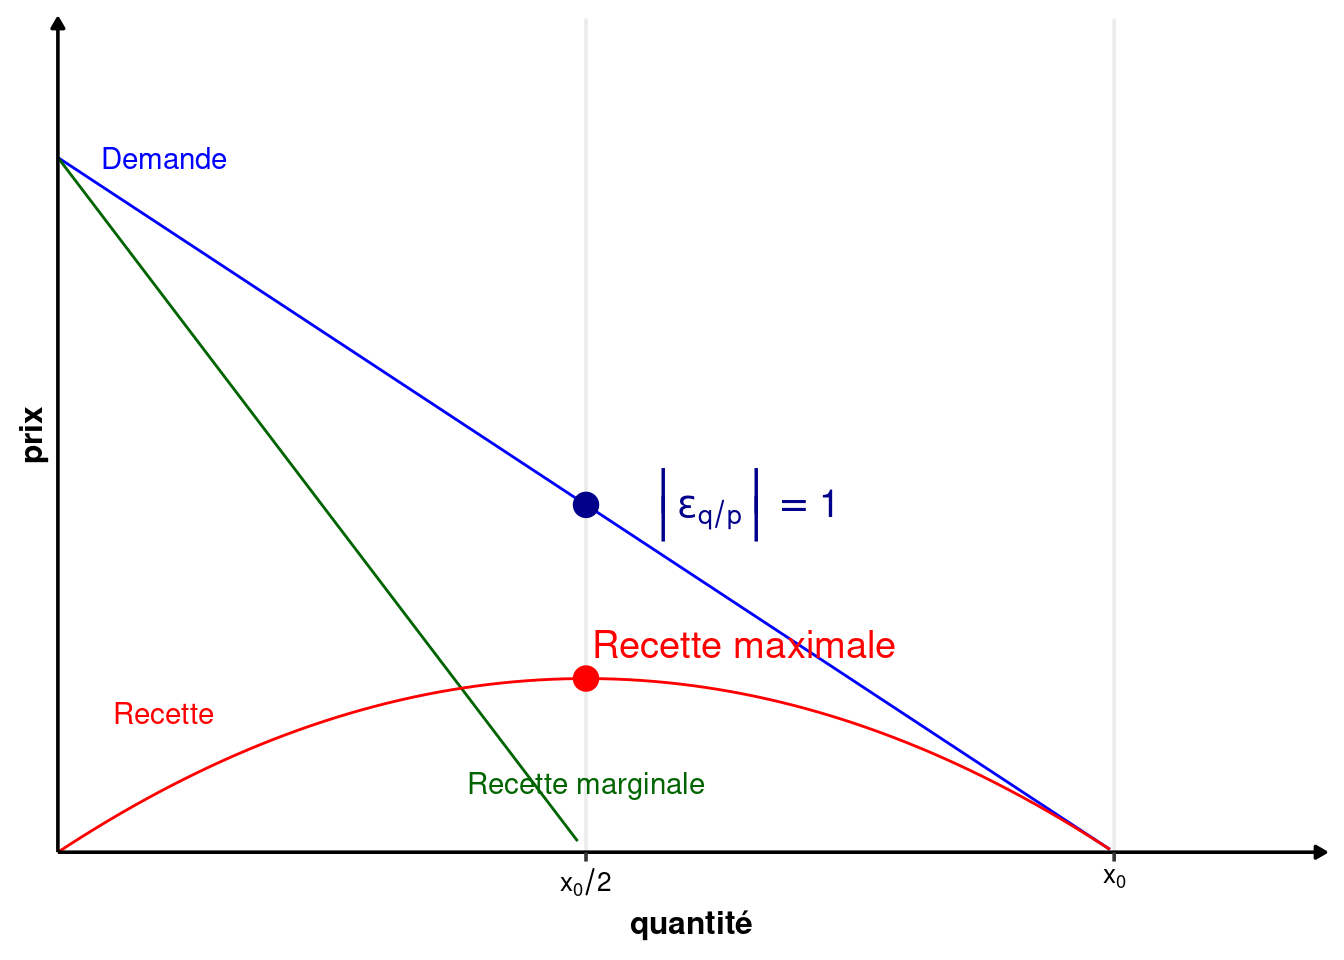 Demande
prix
|εq/p| = 1
Recette maximale
Recette
Recette marginale
x₀/2
x₀
quantité